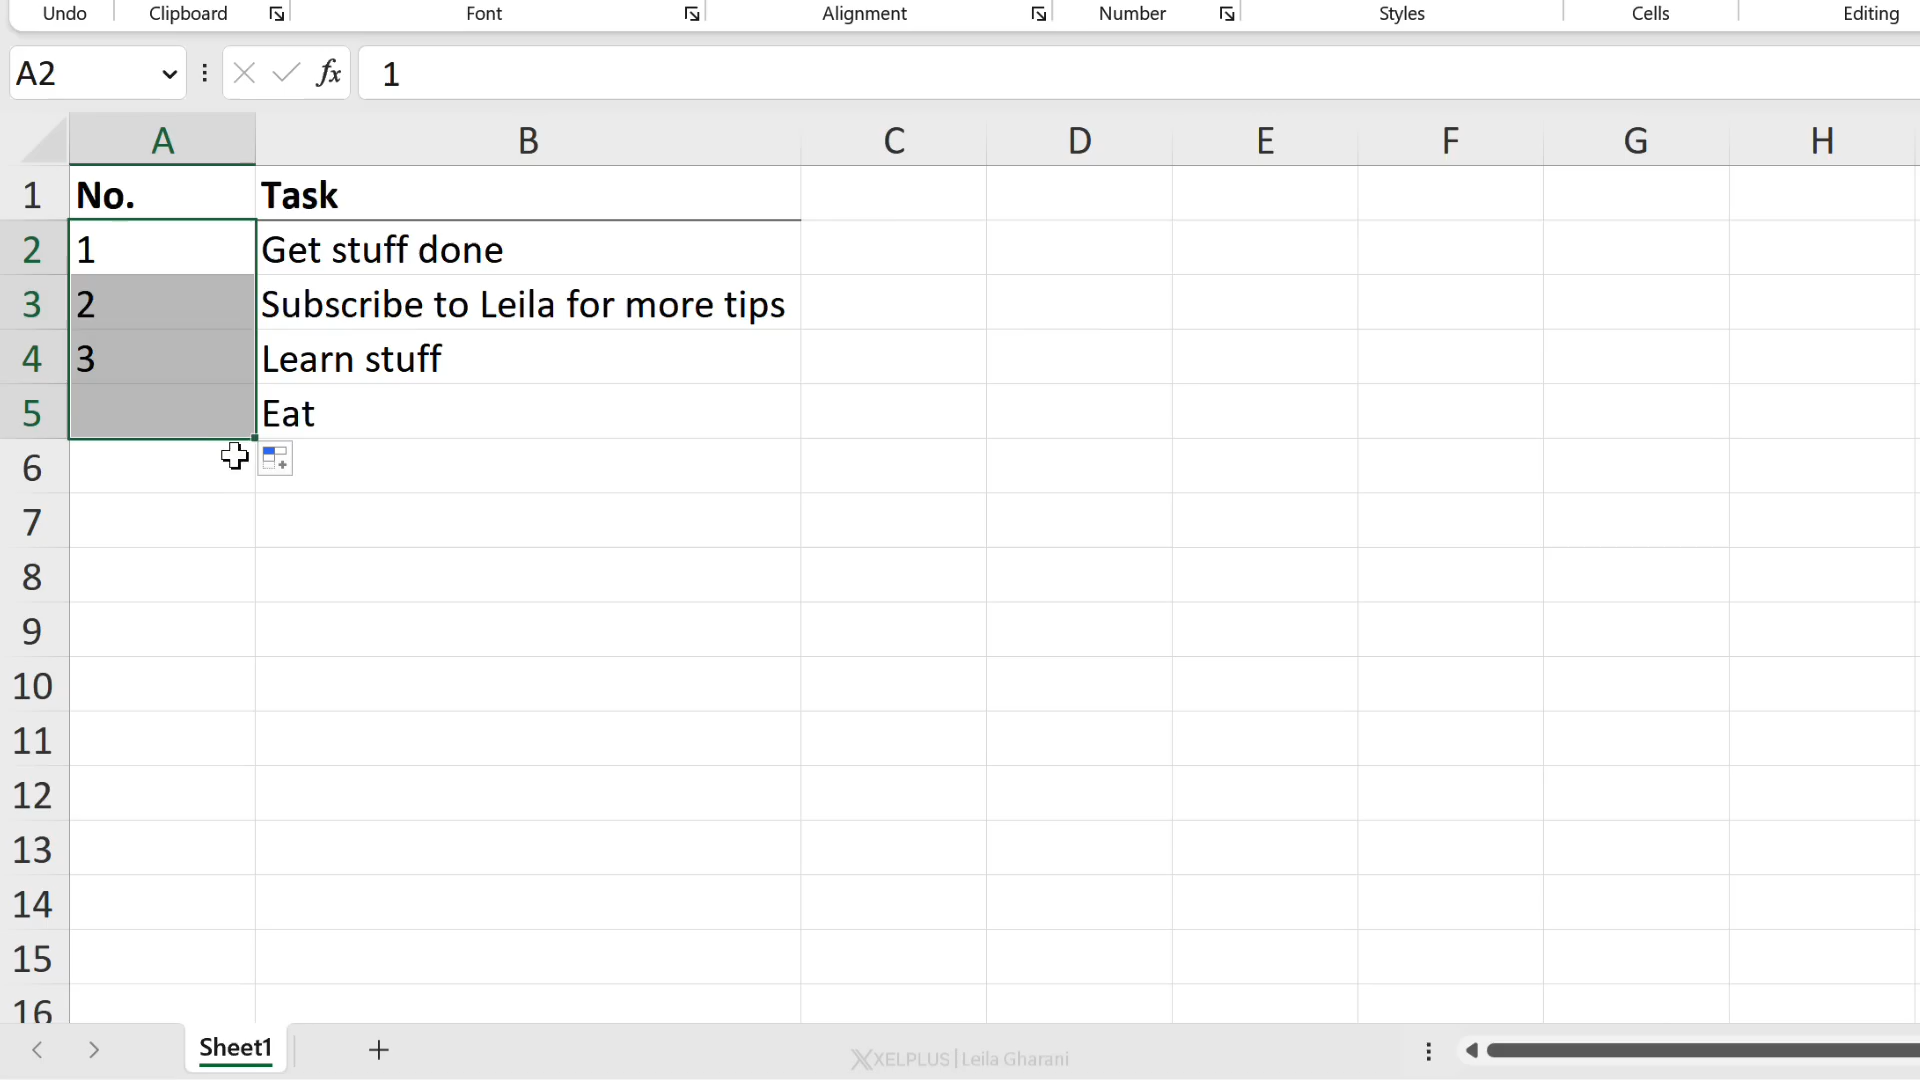 Undo Clipboard Font Alignment Number Styles Cells Editing
A2 fx 1
A B C D E F G H
1 No. Task
2 1 Get stuff done
3 2 Subscribe to Leila for more tips
4 3 Learn stuff
5 Eat
6
7
8
9
10
11
12
13
14
15
16
Sheet1
XELPLUS | Leila Gharani